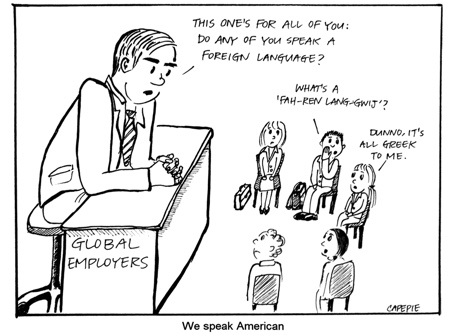 THIS ONE'S FOR ALL OF YOU:
DO ANY OF YOU SPEAK A
FOREIGN LANGUAGE?
WHAT'S A
'FAH-REN LANG-GWIJ'?
DUNNO, IT'S
ALL GREEK
TO ME.
GLOBAL
EMPLOYERS
CAPEPIE
We speak American